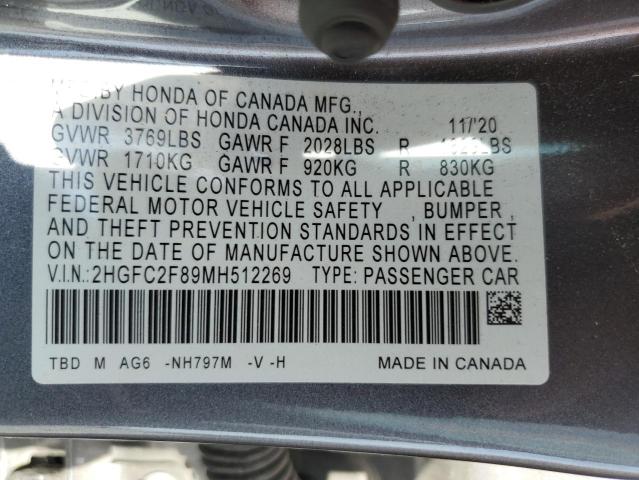 BY HONDA OF CANADA MFG.,
A DIVISION OF HONDA CANADA INC. 11/'20
GVWR 3769LBS GAWR F 2028LBS R
GVWR 1710KG GAWR F 920KG R 830KG
THIS VEHICLE CONFORMS TO ALL APPLICABLE
FEDERAL MOTOR VEHICLE SAFETY , BUMPER ,
AND THEFT PREVENTION STANDARDS IN EFFECT
ON THE DATE OF MANUFACTURE SHOWN ABOVE.
V.I.N.:2HGFC2F89MH512269 TYPE: PASSENGER CAR
TBD M AG6 -NH797M -V -H MADE IN CANADA